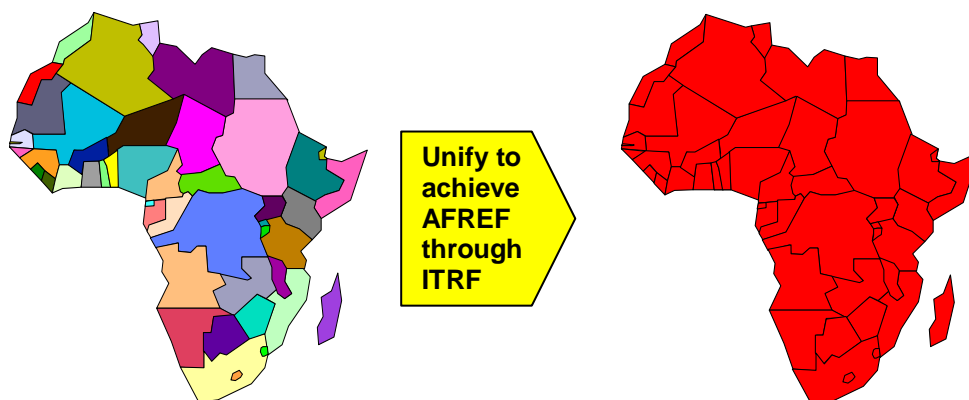 Unify to
achieve
AFREF
through
ITRF